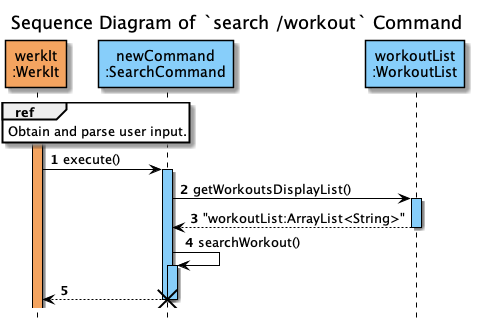 Sequence Diagram of `search /workout` Command
werkIt
:WerkIt
newCommand
:SearchCommand
workoutList
:WorkoutList
ref
Obtain and parse user input.
1 execute()
2 getWorkoutsDisplayList()
3 "workoutList:ArrayList<String>"
4 searchWorkout()
5